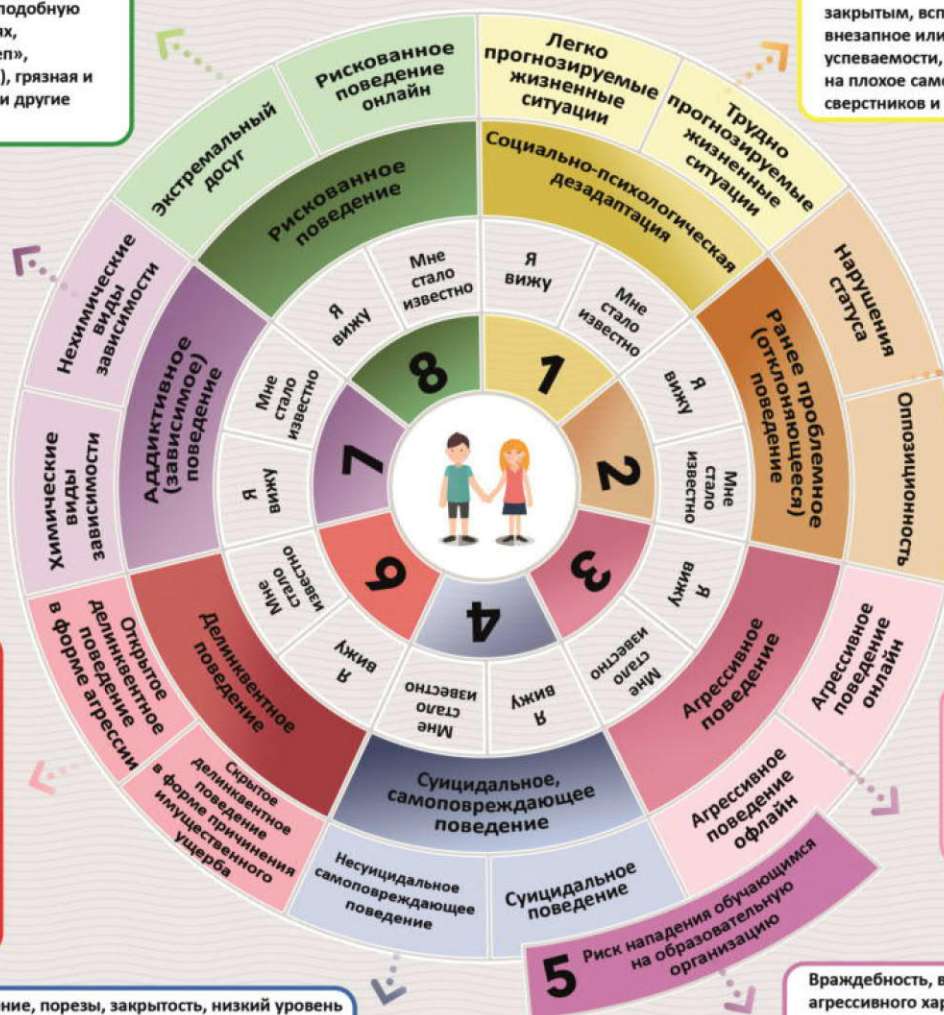 подобную
ях,
еп»,
), грязная и
и другие
закрытым, всп
внезапное или
успеваемости,
на плохое само
сверстников и
Легко
прогнозируемые
жизненные
ситуации
Трудно
прогнозируемые
жизненные
ситуации
Социально-психологическая
дезадаптация
Я
вижу
Мне
стало
известно
1
Нарушения
статуса
Оппозиционность
Ранее проблемное
(отклоняющееся)
поведение
Я
вижу
Мне
стало
известно
2
Агрессивное
поведение
онлайн
Агрессивное
поведение
офлайн
Агрессивное
поведение
Я
вижу
Мне
стало
известно
3
Суицидальное,
самоповреждающее
поведение
Суицидальное
поведение
Несуицидальное
самоповреждающее
поведение
Я
вижу
Мне
стало
известно
4
5
Риск нападения обучающимся
на образовательную
организацию
Делинквентное
поведение
Скрытое
делинквентное
поведение
в форме причинения
имущественного
ущерба
Открытое
делинквентное
поведение
в форме агрессии
Я
вижу
Мне
стало
известно
6
Аддиктивное
(зависимое)
поведение
Химические
виды
зависимости
Нехимические
виды
зависимости
Я
вижу
Мне
стало
известно
7
Рискованное
поведение
Экстремальный
досуг
Рискованное
поведение
онлайн
Я
вижу
Мне
стало
известно
8
ние, порезы, закрытость, низкий уровень
Враждебность, в
агрессивного хар